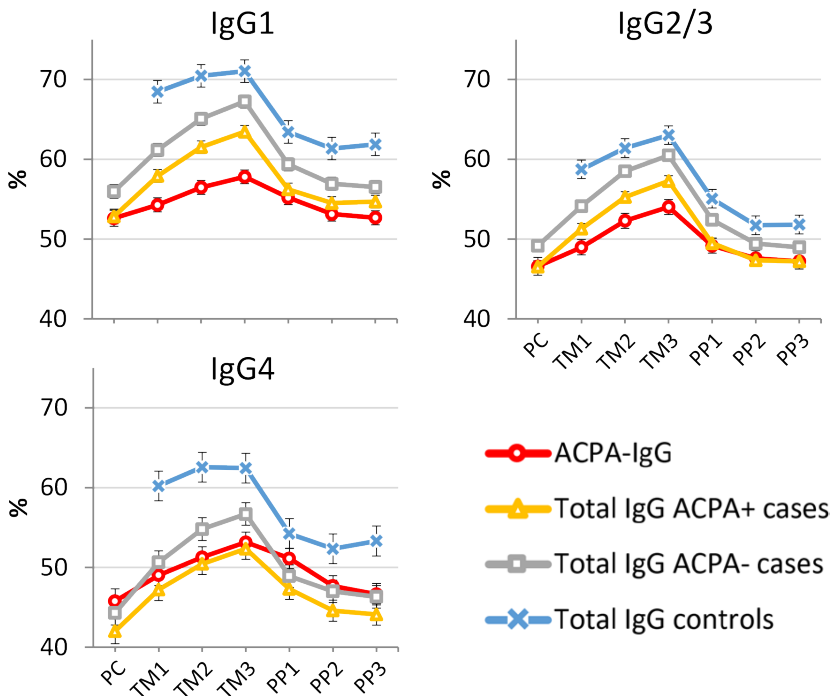 IgG1
70
60
50
40
%
IgG2/3
70
60
50
40
%
PC TM1 TM2 TM3 PP1 PP2 PP3
IgG4
70
60
50
40
%
PC TM1 TM2 TM3 PP1 PP2 PP3
ACPA-IgG
Total IgG ACPA+ cases
Total IgG ACPA- cases
Total IgG controls